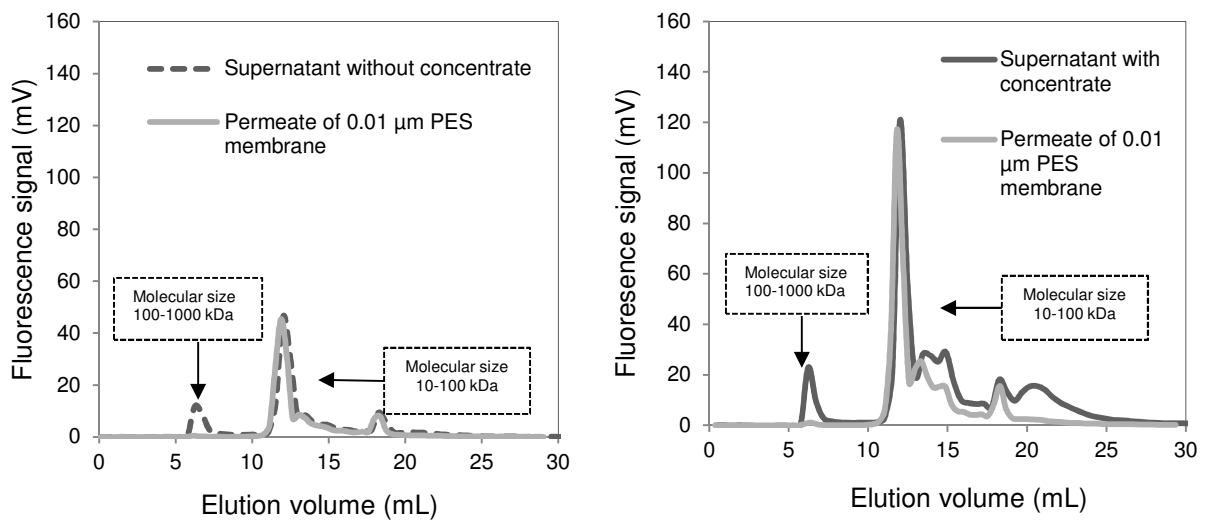 160
140
120
100
80
60
40
20
0
Fluorescence signal (mV)
Supernatant without concentrate
Permeate of 0.01 µm PES
membrane
Molecular size
100-1000 kDa
Molecular size
10-100 kDa
0 5 10 15 20 25 30
Elution volume (mL)
160
140
120
100
80
60
40
20
0
Fluoresence signal (mV)
Supernatant with
concentrate
Permeate of 0.01
µm PES
membrane
Molecular size
100-1000 kDa
Molecular size
10-100 kDa
0 5 10 15 20 25 30
Elution volume (mL)